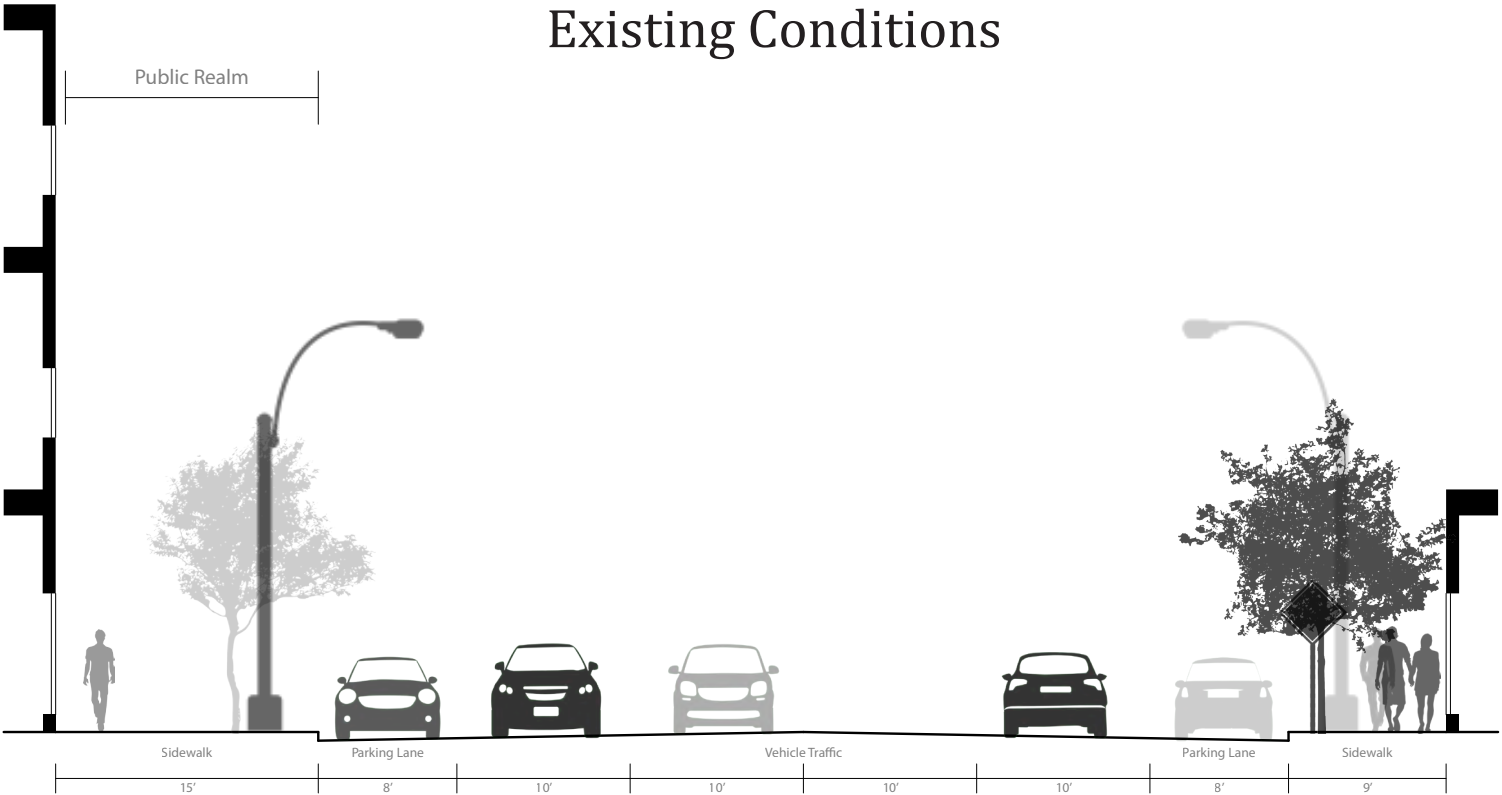 Existing Conditions
Public Realm
Sidewalk Parking Lane Vehicle Traffic Parking Lane Sidewalk
15’ 8’ 10’ 10’ 10’ 10’ 8’ 9’